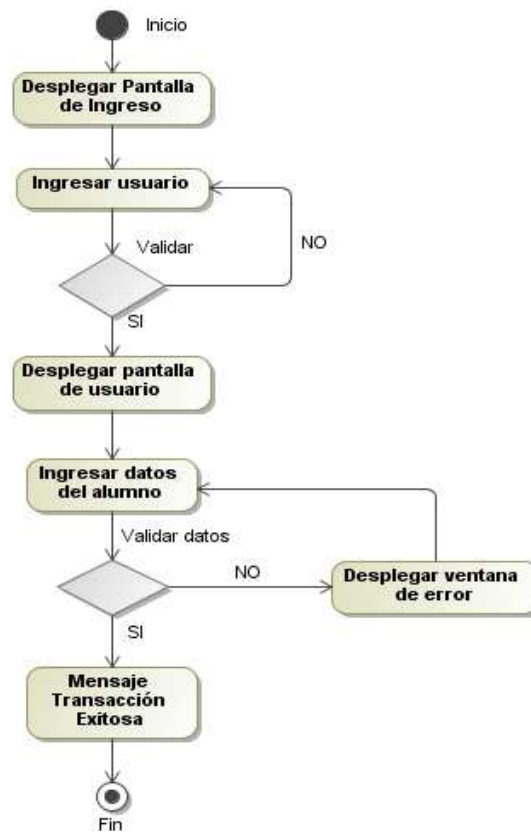 Inicio
Desplegar Pantalla
de Ingreso
Ingresar usuario
Validar
NO
SI
Desplegar pantalla
de usuario
Ingresar datos
del alumno
Validar datos
NO
Desplegar ventana
de error
SI
Mensaje
Transacción
Exitosa
Fin